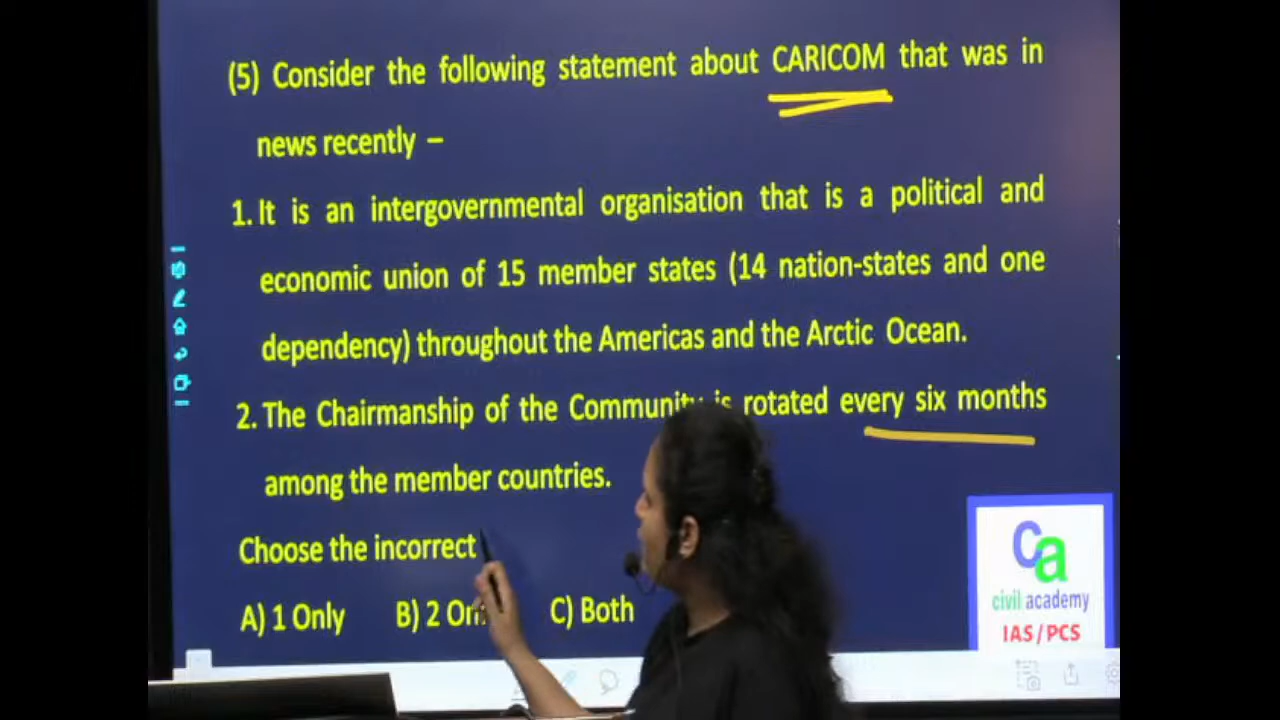 (5) Consider the following statement about CARICOM that was in
news recently –
1. It is an intergovernmental organisation that is a political and
economic union of 15 member states (14 nation-states and one
dependency) throughout the Americas and the Arctic Ocean.
2. The Chairmanship of the Community is rotated every six months
among the member countries.
Choose the incorrect
A) 1 Only B) 2 C) Both
ca
civil academy
IAS/PCS